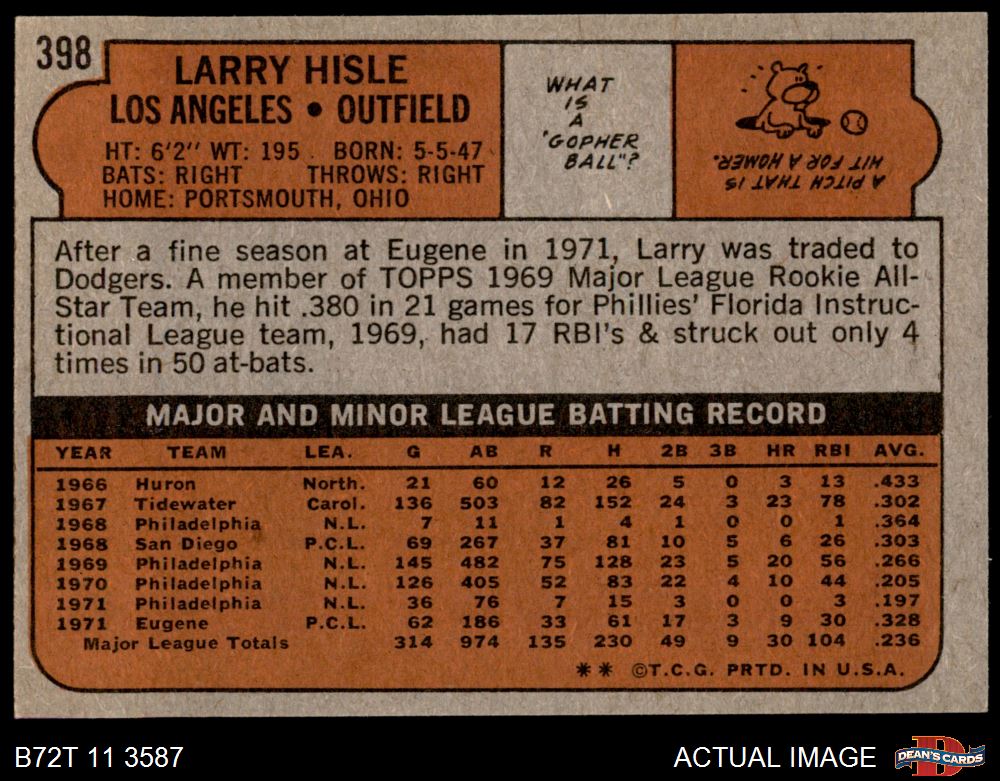 398
LARRY HISLE
LOS ANGELES • OUTFIELD
HT: 6'2" WT: 195 . BORN: 5-5-47
BATS: RIGHT THROWS: RIGHT
HOME: PORTSMOUTH, OHIO
WHAT
IS
A
"GOPHER
BALL"?
A PITCH THAT IS
HIT FOR A HOMER.
After a fine season at Eugene in 1971, Larry was traded to
Dodgers. A member of TOPPS 1969 Major League Rookie All-
Star Team, he hit .380 in 21 games for Phillies' Florida Instruc-
tional League team, 1969, had 17 RBI's & struck out only 4
times in 50 at-bats.
MAJOR AND MINOR LEAGUE BATTING RECORD
YEAR TEAM LEA. G AB R H 2B 3B HR RBI AVG.
1966 Huron North. 21 60 12 26 5 0 3 13 .433
1967 Tidewater Carol. 136 503 82 152 24 3 23 78 .302
1968 Philadelphia N.L. 7 11 1 4 1 0 0 1 .364
1968 San Diego P.C.L. 69 267 37 81 10 5 6 26 .303
1969 Philadelphia N.L. 145 482 75 128 23 5 20 56 .266
1970 Philadelphia N.L. 126 405 52 83 22 4 10 44 .205
1971 Philadelphia N.L. 36 76 7 15 3 0 0 3 .197
1971 Eugene P.C.L. 62 186 33 61 17 3 9 30 .328
Major League Totals 314 974 135 230 49 9 30 104 .236
** ©T.C.G. PRTD. IN U.S.A.
B72T 11 3587
ACTUAL IMAGE
DEAN'S CARDS